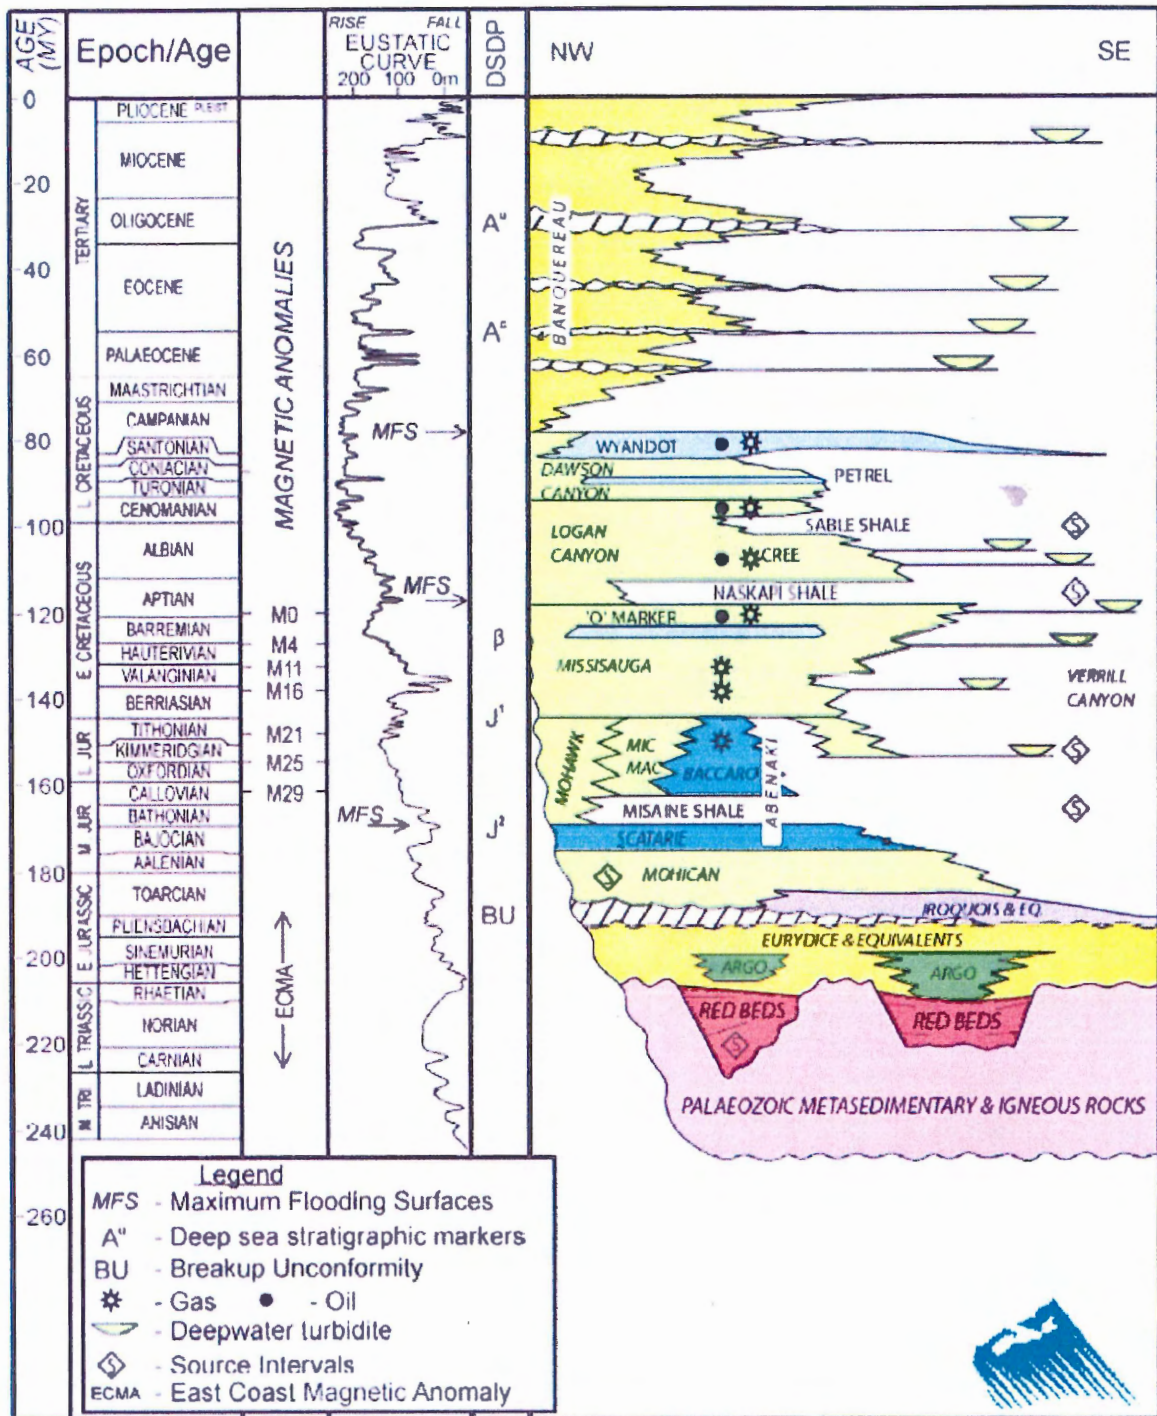 AGE (MY)
Epoch/Age
RISE FALL
EUSTATIC
CURVE
200 100 0m
DSDP
NW
SE
0
20
40
60
80
100
120
140
160
180
200
220
240
260
TERTIARY
L CRETACEOUS
E CRETACEOUS
L JUR
M JUR
E JURASSIC
L TRIASSIC
M TRI
PLIOCENE PLEIST
MIOCENE
OLIGOCENE
EOCENE
PALAEOCENE
MAASTRICHTIAN
CAMPANIAN
SANTONIAN
CONIACIAN
TURONIAN
CENOMANIAN
ALBIAN
APTIAN
BARREMIAN
HAUTERIVIAN
VALANGINIAN
BERRIASIAN
TITHONIAN
KIMMERIDGIAN
OXFORDIAN
CALLOVIAN
BATHONIAN
BAJOCIAN
AALENIAN
TOARCIAN
PLIENSBACHIAN
SINEMURIAN
HETTENGIAN
RHAETIAN
NORIAN
CARNIAN
LADINIAN
ANISIAN
MAGNETIC ANOMALIES
M0
M4
M11
M16
M21
M25
M29
ECMA
MFS
MFS
MFS
Aᵘ
Aᶜ
β
J¹
J²
BU
BANQUEREAU
WYANDOT
DAWSON
CANYON
PETREL
LOGAN
CANYON
SABLE SHALE
CREE
NASKAPI SHALE
'O' MARKER
MISSISAUGA
VERRILL
CANYON
MOHAWK
MIC
MAC
BACCARO
ABENAKI
MISAINE SHALE
SCATARIE
MOHICAN
IROQUOIS & EQ.
EURYDICE & EQUIVALENTS
ARGO
ARGO
RED BEDS
RED BEDS
PALAEOZOIC METASEDIMENTARY & IGNEOUS ROCKS
S
S
S
S
S
S
Legend
MFS - Maximum Flooding Surfaces
Aᵘ - Deep sea stratigraphic markers
BU - Breakup Unconformity
- Gas - Oil
- Deepwater turbidite
S - Source Intervals
ECMA - East Coast Magnetic Anomaly